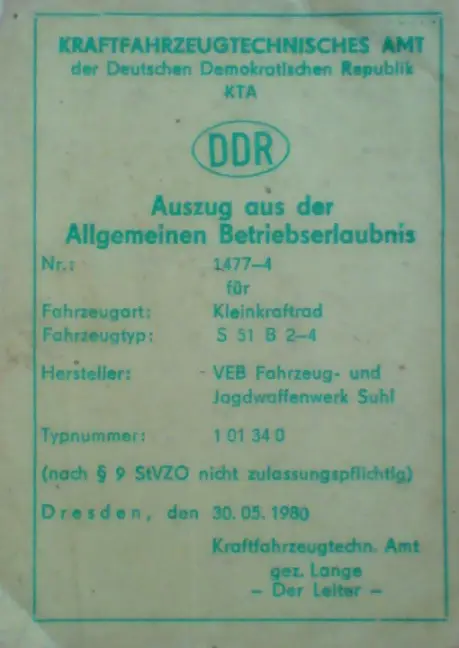 KRAFTFAHRZEUGTECHNISCHES AMT
der Deutschen Demokratischen Republik
KTA
DDR
Auszug aus der
Allgemeinen Betriebserlaubnis
Nr.: 1477-4
für
Fahrzeugart: Kleinkraftrad
Fahrzeugtyp: S 51 B 2-4
Hersteller: VEB Fahrzeug- und
Jagdwaffenwerk Suhl
Typnummer: 1 01 34 0
(nach § 9 StVZO nicht zulassungspflichtig)
Dresden, den 30.05.1980
Kraftfahrzeugtechn. Amt
gez. Lange
- Der Leiter -